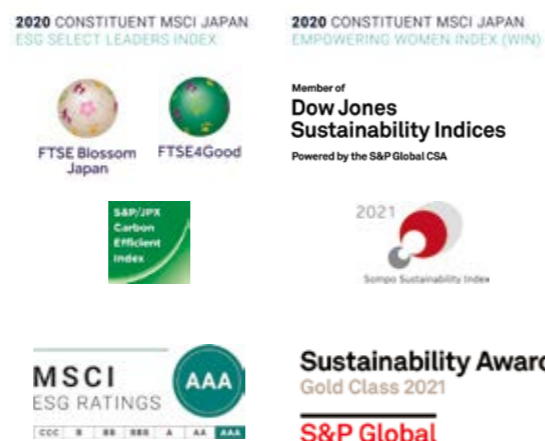 2020 CONSTITUENT MSCI JAPAN
ESG SELECT LEADERS INDEX
2020 CONSTITUENT MSCI JAPAN
EMPOWERING WOMEN INDEX (WIN)
FTSE Blossom
Japan
FTSE4Good
Member of
Dow Jones
Sustainability Indices
Powered by the S&P Global CSA
S&P/JPX
Carbon
Efficient
Index
2021
Sompo Sustainability Index
MSCI
ESG RATINGS
AAA
CCC B BB BBB A AA AAA
Sustainability Awar
Gold Class 2021
S&P Global